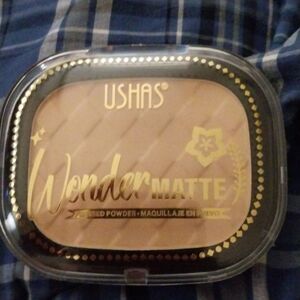 USHAS®
Wonder MATTE
PRESSED POWDER • MAQUILLAJE EN POLVO